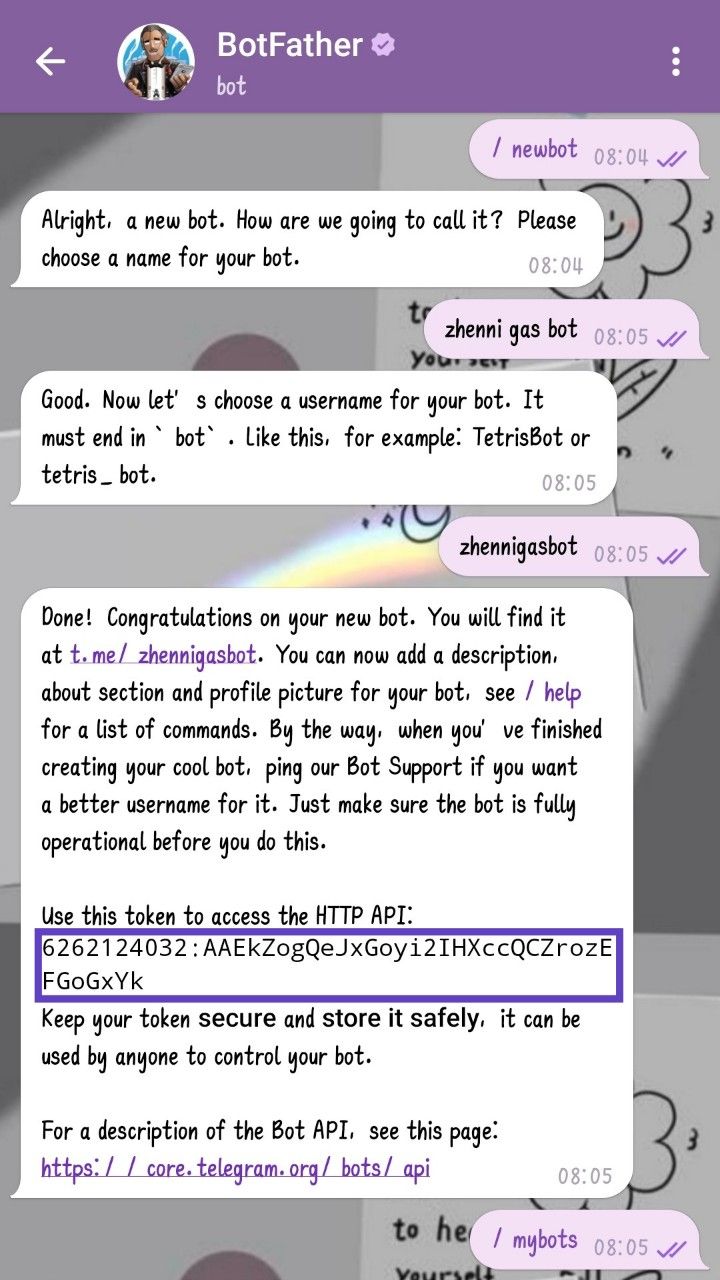 BotFather
bot
/ newbot 08:04
Alright, a new bot. How are we going to call it? Please
choose a name for your bot.
08:04
zhenni gas bot 08:05
Good. Now let' s choose a username for your bot. It
must end in ` bot` . Like this, for example: TetrisBot or
tetris_ bot.
08:05
zhennigasbot 08:05
Done! Congratulations on your new bot. You will find it
at t.me/ zhennigasbot. You can now add a description,
about section and profile picture for your bot, see / help
for a list of commands. By the way, when you' ve finished
creating your cool bot, ping our Bot Support if you want
a better username for it. Just make sure the bot is fully
operational before you do this.
Use this token to access the HTTP API:
6262124032:AAEkZogQeJxGoyi2IHXccQCZrozE
FGoGxYk
Keep your token secure and store it safely, it can be
used by anyone to control your bot.
For a description of the Bot API, see this page:
https:/ / core.telegram.org/ bots/ api
08:05
/ mybots 08:05